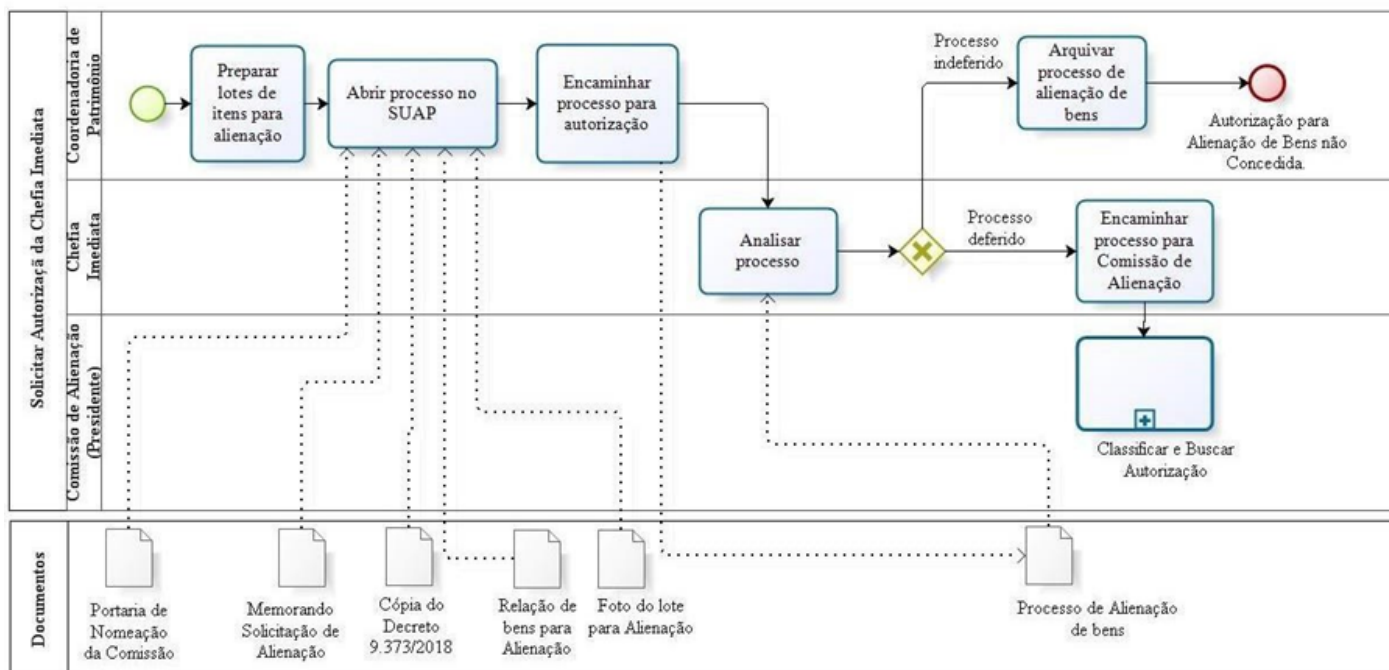 Solicitar Autorizaçã da Chefia Imediata
Coordenadoria de
Patrimônio
Preparar
lotes de
itens para
alienação
Abrir processo no
SUAP
Encaminhar
processo para
autorização
Processo
indeferido
Arquivar
processo de
alienação de
bens
Autorização para
Alienação de Bens não
Concedida.
Chefia
Imediata
Analisar
processo
Processo
deferido
Encaminhar
processo para
Comissão de
Alienação
Comissão de Alienação
(Presidente)
Classificar e Buscar
Autorização
Documentos
Portaria de
Nomeação
da Comissão
Memorando
Solicitação de
Alienação
Cópia do
Decreto
9.373/2018
Relação de
bens para
Alienação
Foto do lote
para Alienação
Processo de Alienação
de bens